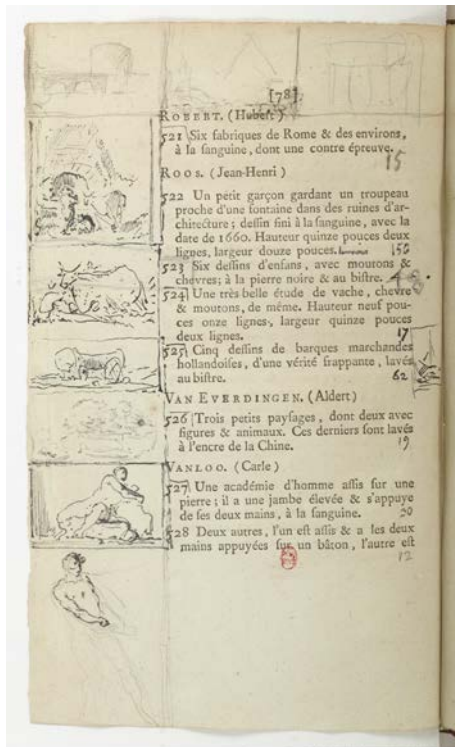 [78]
ROBERT. (Hubert)
521 Six fabriques de Rome & des environs,
à la sanguine, dont une contre épreuve.
15
ROOS. (Jean-Henri)
522 Un petit garçon gardant un troupeau
proche d'une fontaine dans des ruines d'ar-
chitecture ; dessin fini à la sanguine, avec la
date de 1660. Hauteur quinze pouces deux
lignes, largeur douze pouces.
523 Six dessins d'enfans, avec moutons &
chevres ; à la pierre noire & au bistre.
524 Une très-belle étude de vache, chevre
& moutons, de même. Hauteur neuf pou-
ces onze lignes, largeur quinze pouces
deux lignes.
17
525 Cinq dessins de barques marchandes
hollandoises, d'une vérité frappante, lavés
au bistre.
62
VAN EVERDINGEN. (Aldert)
526 Trois petits paysages, dont deux avec
figures & animaux. Ces derniers sont lavés
à l'encre de la Chine.
19
VANLOO. (Carle)
527 Une académie d'homme assis sur une
pierre ; il a une jambe élevée & s'appuye
de ses deux mains, à la sanguine.
528 Deux autres, l'un est assis & a les deux
mains appuyées sur un bâton, l'autre est
12